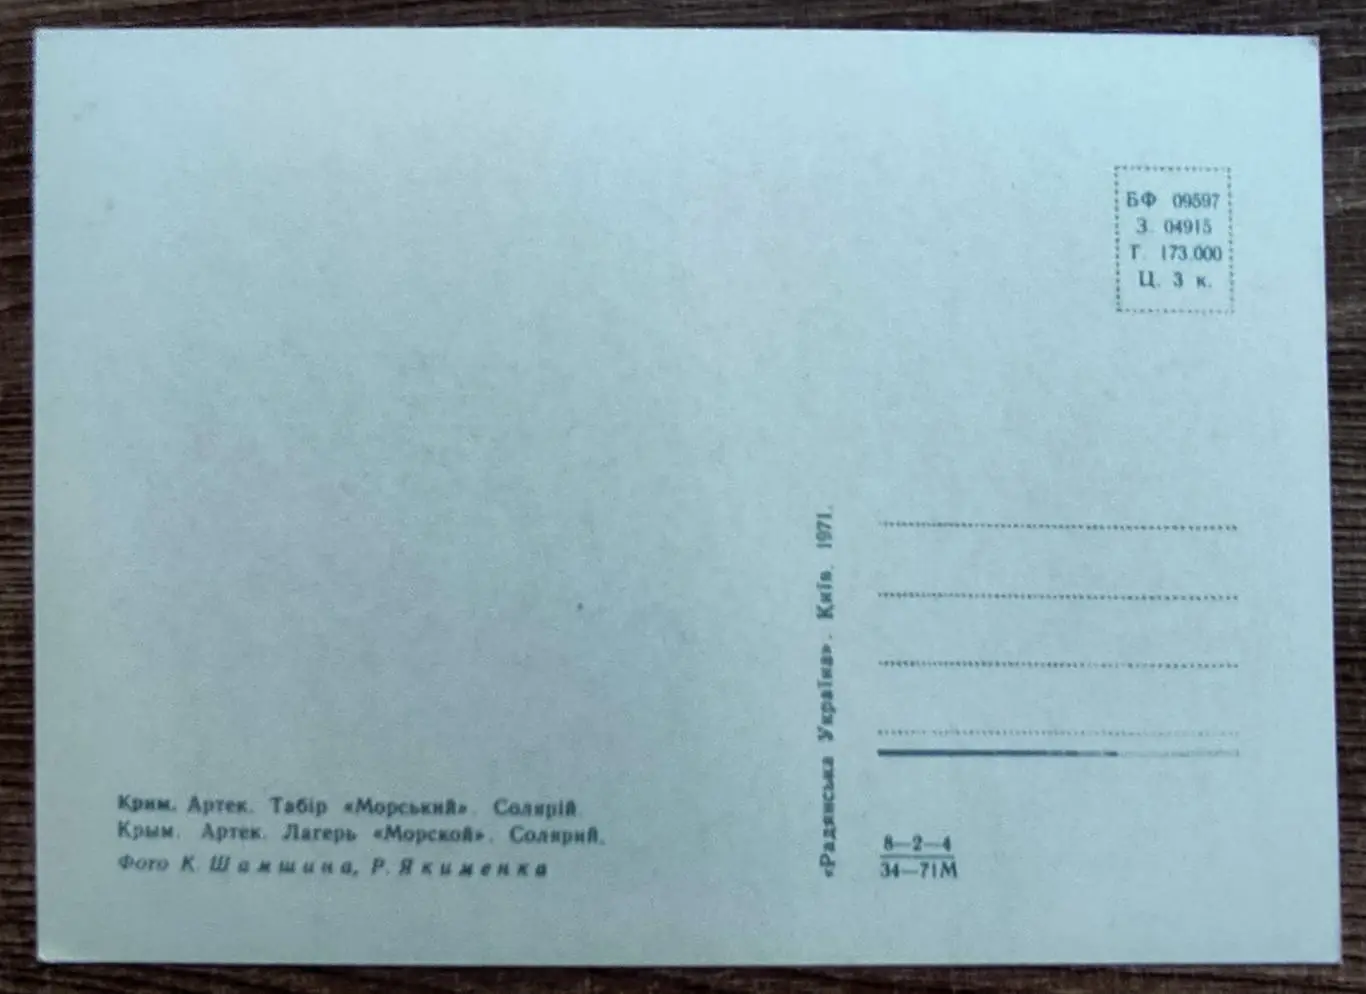 БФ 09597
З. 04915
Т. 173.000
Ц. 3 к.
«Радянська Україна». Київ. 1971.
Крим. Артек. Табір «Морський». Солярій.
Крым. Артек. Лагерь «Морской». Солярий.
Фото К. Шамшина, Р. Якименка
8—2—4
34—71М